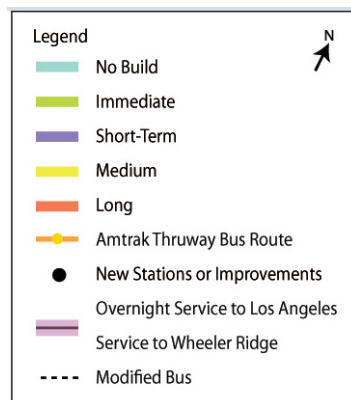 Legend
N
No Build
Immediate
Short-Term
Medium
Long
Amtrak Thruway Bus Route
New Stations or Improvements
Overnight Service to Los Angeles
Service to Wheeler Ridge
Modified Bus